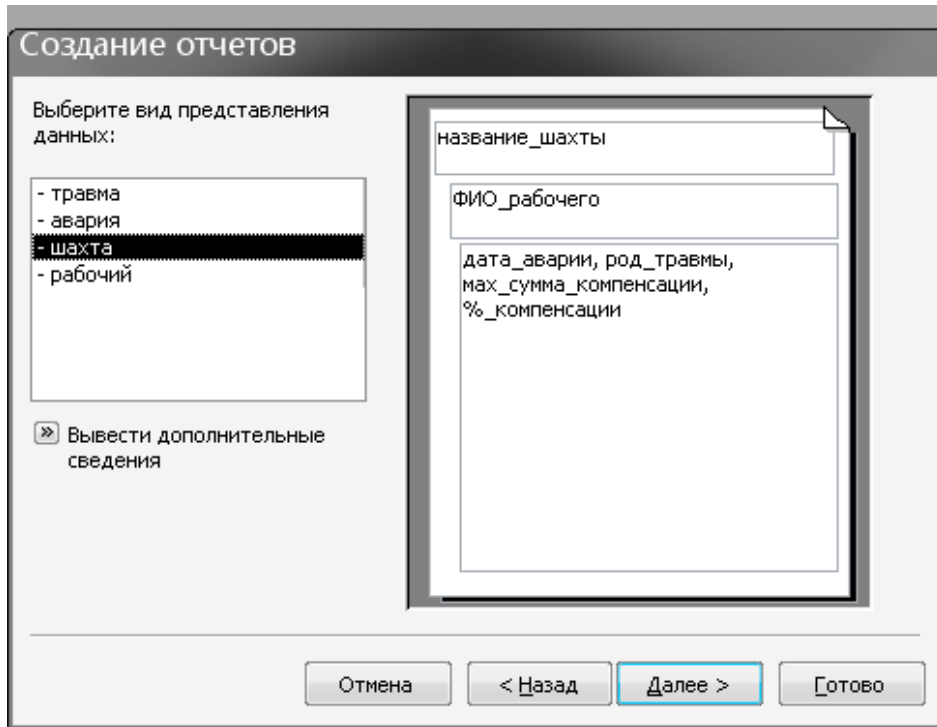 Создание отчетов
Выберите вид представления
данных:
- травма
- авария
- шахта
- рабочий
» Вывести дополнительные
сведения
название_шахты
ФИО_рабочего
дата_аварии, род_травмы,
мах_сумма_компенсации,
%_компенсации
Отмена
< Назад
Далее >
Готово